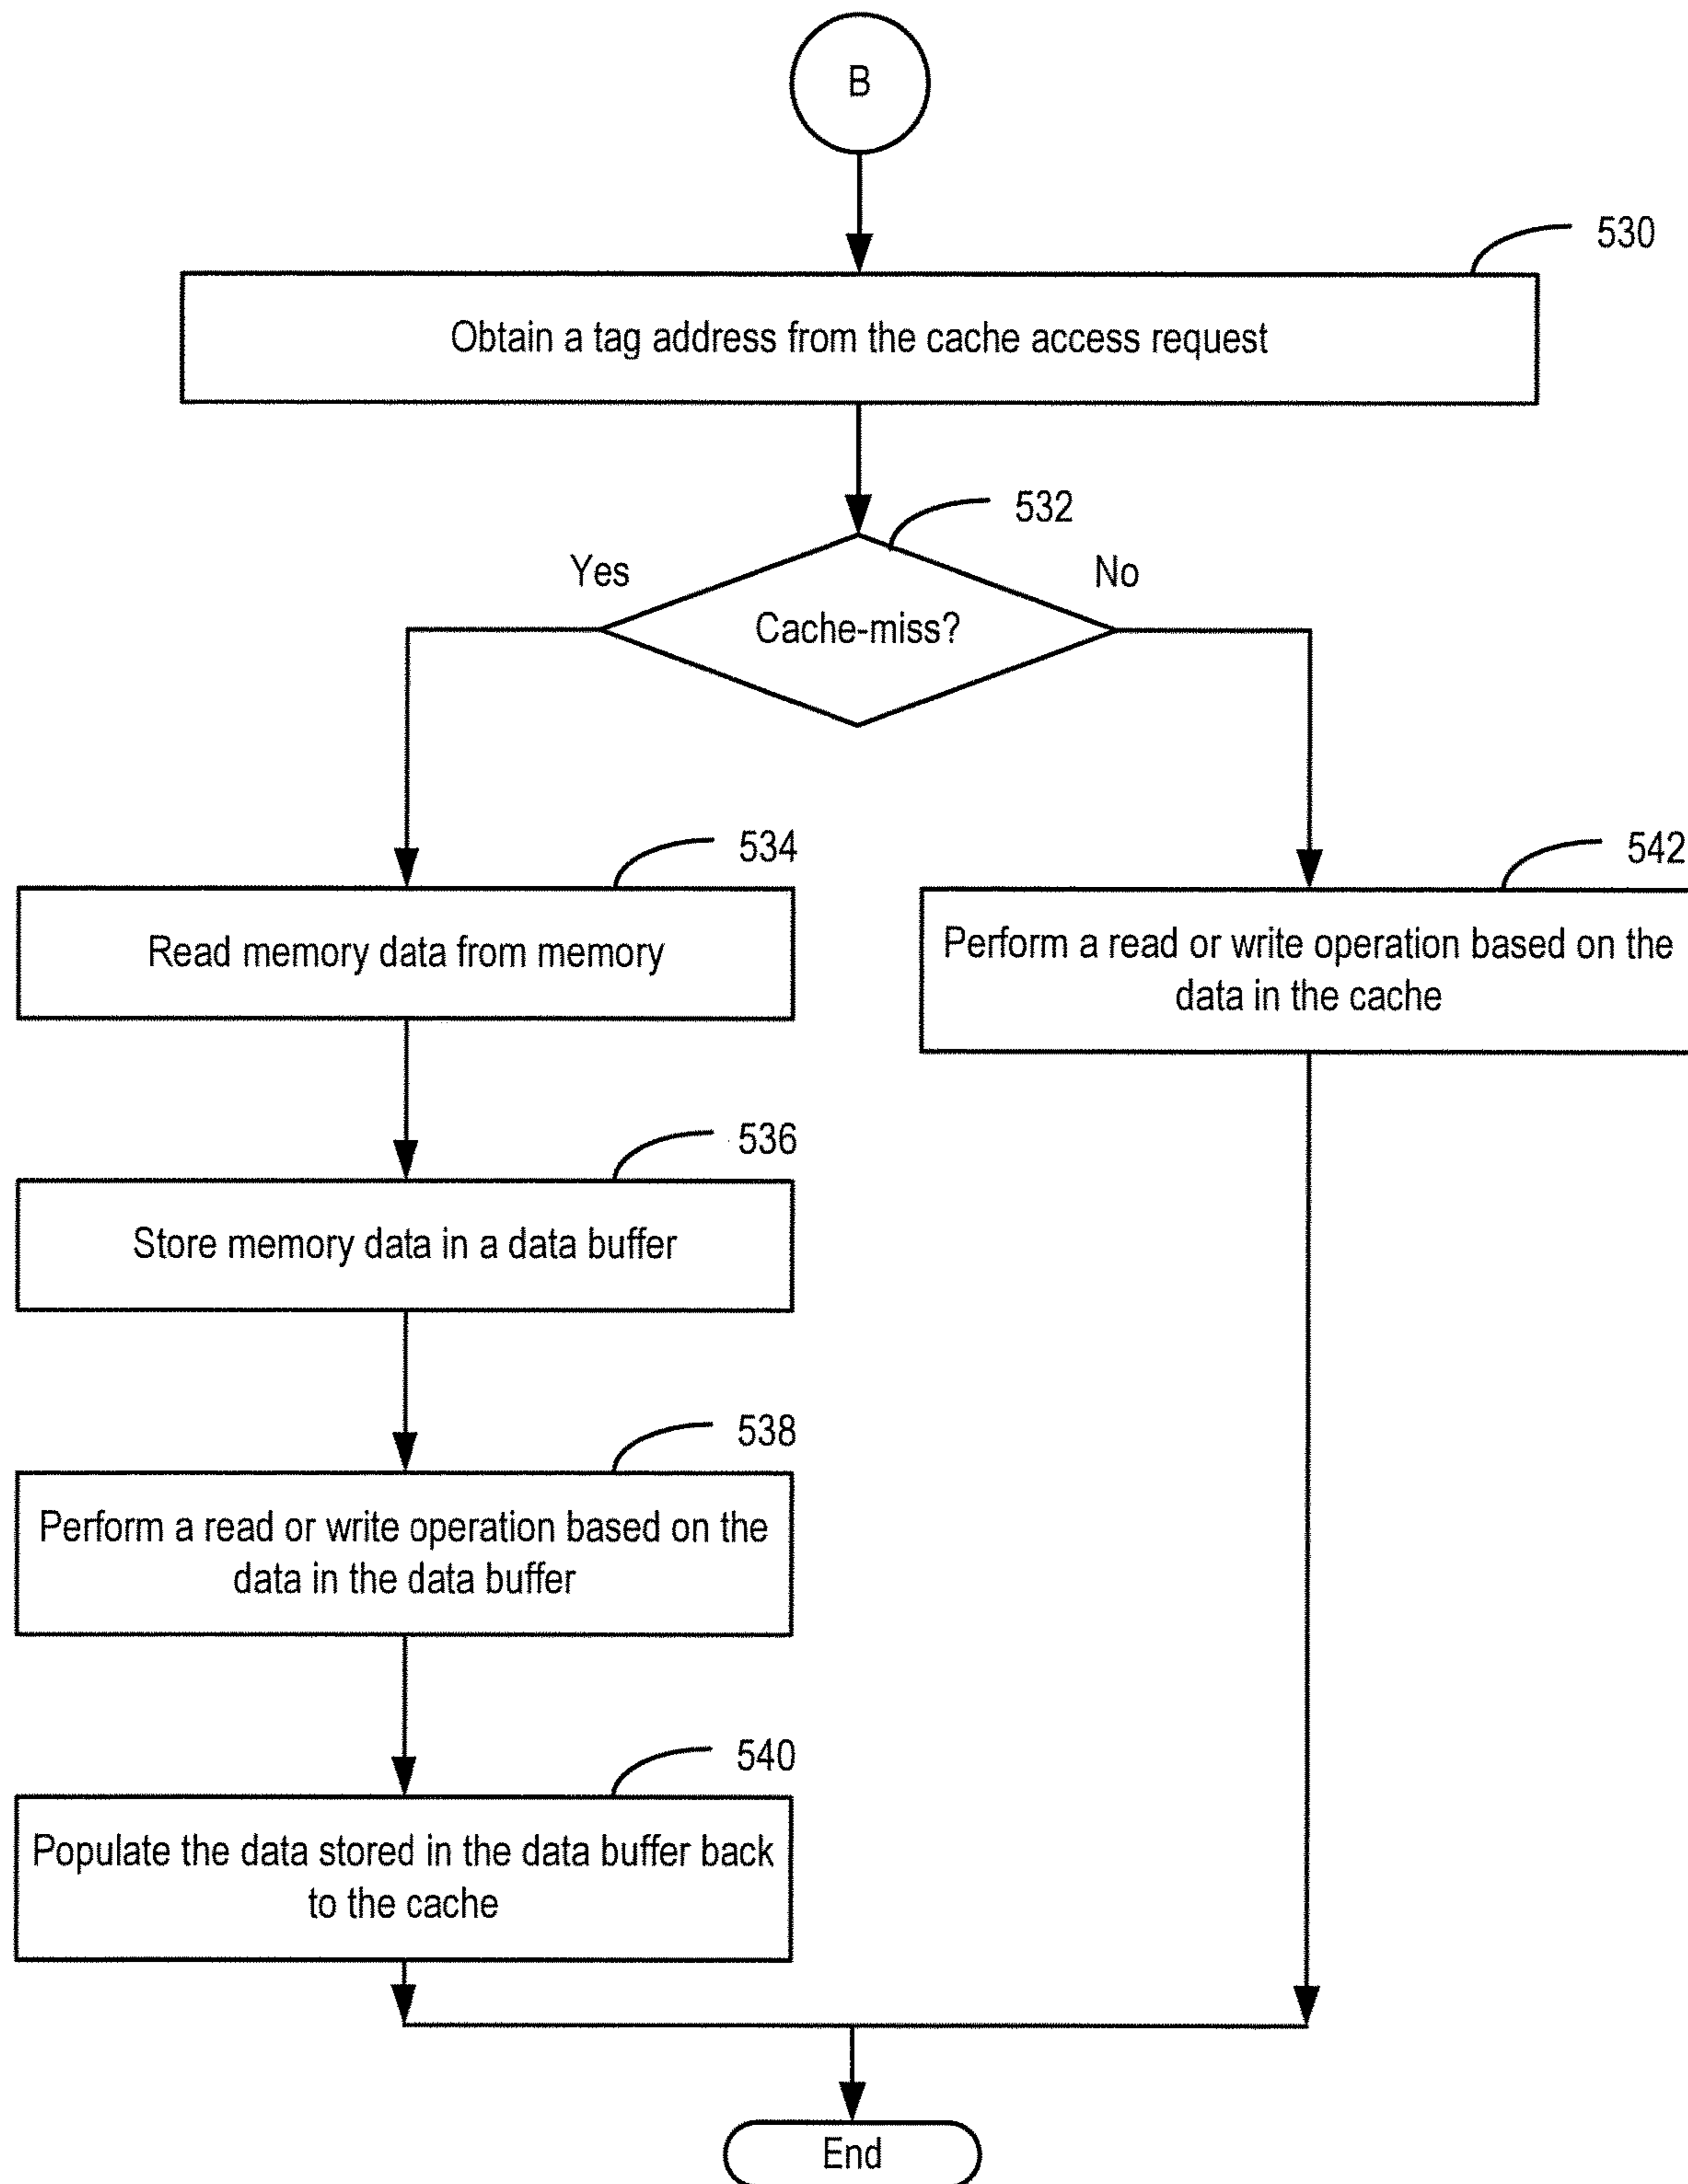 B
530
Obtain a tag address from the cache access request
532
Yes
No
Cache-miss?
534
542
Read memory data from memory
Perform a read or write operation based on the
data in the cache
536
Store memory data in a data buffer
538
Perform a read or write operation based on the
data in the data buffer
540
Populate the data stored in the data buffer back
to the cache
End